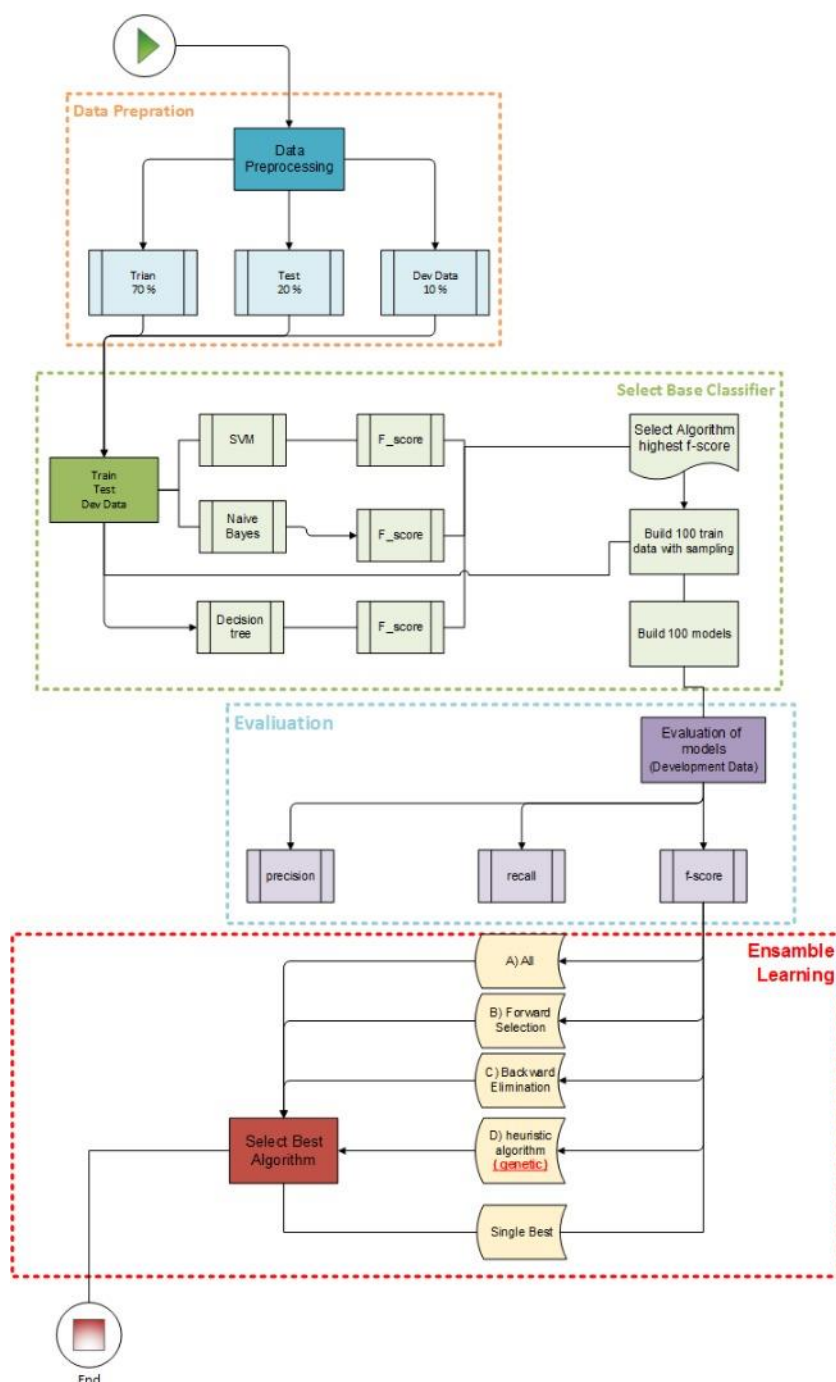 Data Prepration
Data
Preprocessing
Trian
70 %
Test
20 %
Dev Data
10 %
Select Base Classifier
SVM
F_score
Select Algorithm
highest f-score
Train
Test
Dev Data
Naive
Bayes
F_score
Build 100 train
data with sampling
Decision
tree
F_score
Build 100 models
Evaliuation
Evaluation of
models
(Development Data)
precision
recall
f-score
Ensamble
Learning
A) All
B) Forward
Selection
C) Backward
Elimination
D) heuristic
algorithm
(genetic)
Select Best
Algorithm
Single Best
End